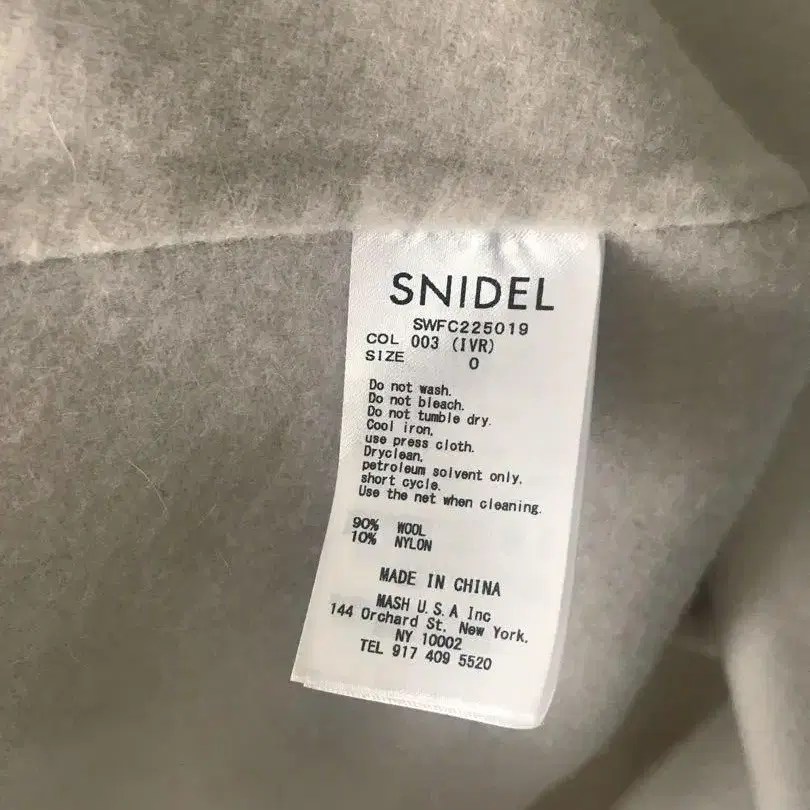 SNIDEL
SWFC225019
COL 003 (IVR)
SIZE 0
Do not wash.
Do not bleach.
Do not tumble dry.
Cool iron,
use press cloth.
Dryclean,
petroleum solvent only,
short cycle.
Use the net when cleaning.
90% WOOL
10% NYLON
MADE IN CHINA
MASH U.S.A Inc
144 Orchard St, New York,
NY 10002
TEL 917 409 5520